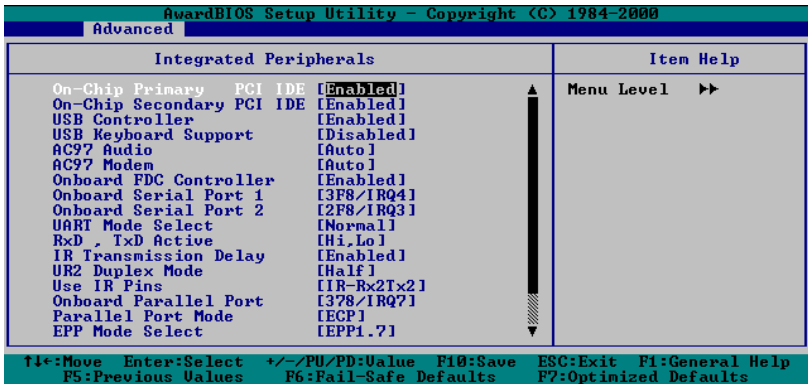 AwardBIOS Setup Utility - Copyright (C) 1984-2000
Advanced
Integrated Peripherals
Item Help
On-Chip Primary PCI IDE [Enabled]
Menu Level ▶▶
On-Chip Secondary PCI IDE [Enabled]
USB Controller [Enabled]
USB Keyboard Support [Disabled]
AC97 Audio [Auto]
AC97 Modem [Auto]
Onboard FDC Controller [Enabled]
Onboard Serial Port 1 [3F8/IRQ4]
Onboard Serial Port 2 [2F8/IRQ3]
UART Mode Select [Normal]
RxD , TxD Active [Hi,Lo]
IR Transmission Delay [Enabled]
UR2 Duplex Mode [Half]
Use IR Pins [IR-Rx2Tx2]
Onboard Parallel Port [378/IRQ7]
Parallel Port Mode [ECP]
EPP Mode Select [EPP1.7]
↑↓←:Move Enter:Select +/-/PU/PD:Value F10:Save ESC:Exit F1:General Help
F5:Previous Values F6:Fail-Safe Defaults F7:Optimized Defaults